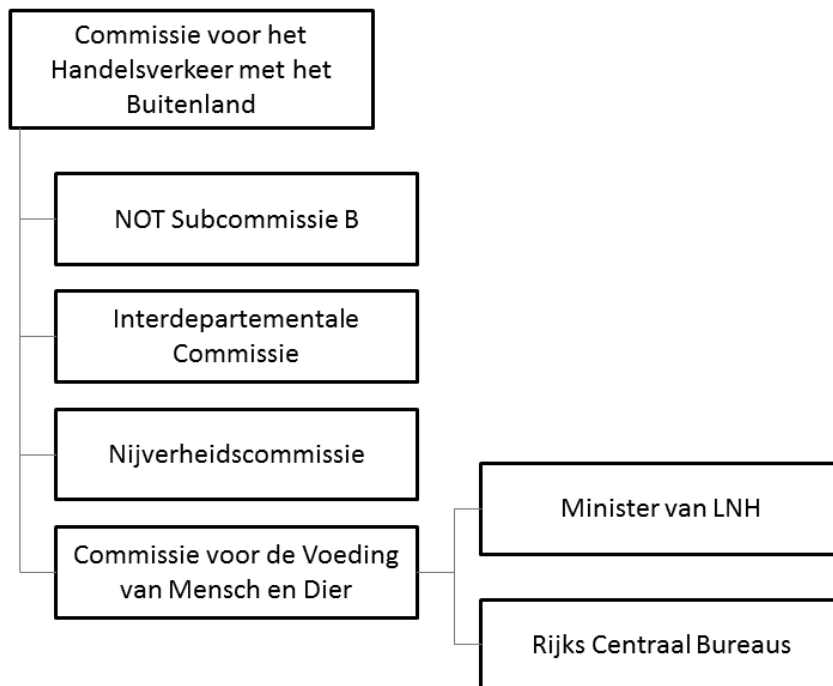 Commissie voor het
Handelsverkeer met het
Buitenland
NOT Subcommissie B
Interdepartementale
Commissie
Nijverheidscommissie
Commissie voor de Voeding
van Mensch en Dier
Minister van LNH
Rijks Centraal Bureaus